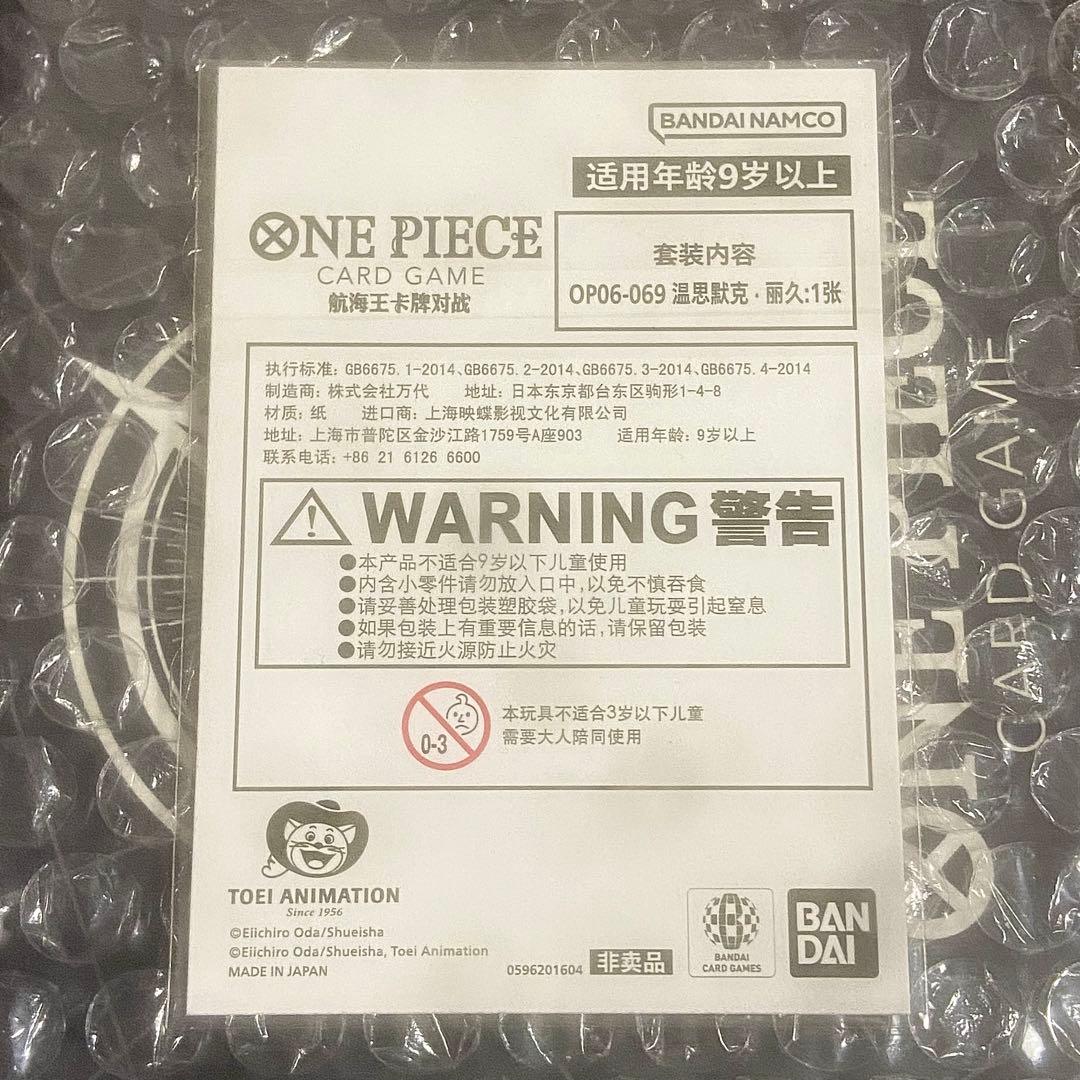 BANDAI NAMCO
适用年龄9岁以上
ONE PIECE
CARD GAME
航海王卡牌对战
套装内容
OP06-069 温思默克·丽久:1张
执行标准: GB6675.1-2014、GB6675.2-2014、GB6675.3-2014、GB6675.4-2014
制造商: 株式会社万代 地址: 日本东京都台东区驹形1-4-8
材质: 纸 进口商: 上海映蝶影视文化有限公司
地址: 上海市普陀区金沙江路1759号A座903 适用年龄: 9岁以上
联系电话: +86 21 6126 6600
WARNING 警告
●本产品不适合9岁以下儿童使用
●内含小零件请勿放入口中,以免不慎吞食
●请妥善处理包装塑胶袋,以免儿童玩耍引起窒息
●如果包装上有重要信息的话,请保留包装
●请勿接近火源防止火灾
0-3
本玩具不适合3岁以下儿童
需要大人陪同使用
TOEI ANIMATION
Since 1956
©Eiichiro Oda/Shueisha
©Eiichiro Oda/Shueisha, Toei Animation
MADE IN JAPAN
0596201604 非卖品
BANDAI
CARD GAMES
BAN
DAI
ONE PIECE
CARD GAME